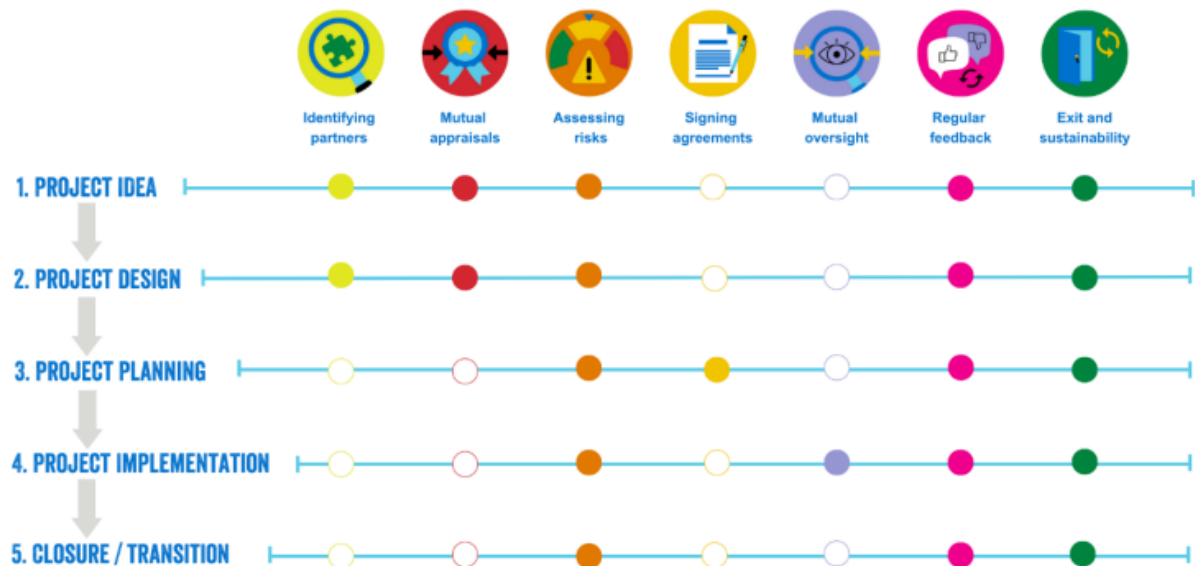 Identifying
partners
Mutual
appraisals
Assessing
risks
Signing
agreements
Mutual
oversight
Regular
feedback
Exit and
sustainability
1. PROJECT IDEA
2. PROJECT DESIGN
3. PROJECT PLANNING
4. PROJECT IMPLEMENTATION
5. CLOSURE / TRANSITION